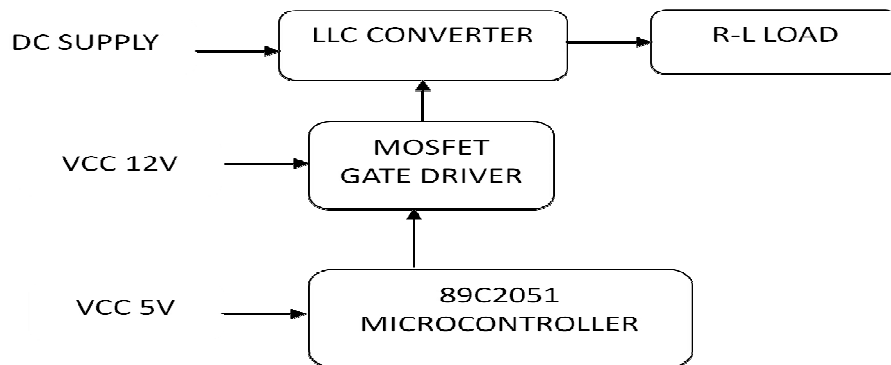 DC SUPPLY
LLC CONVERTER
R-L LOAD
VCC 12V
MOSFET
GATE DRIVER
VCC 5V
89C2051
MICROCONTROLLER